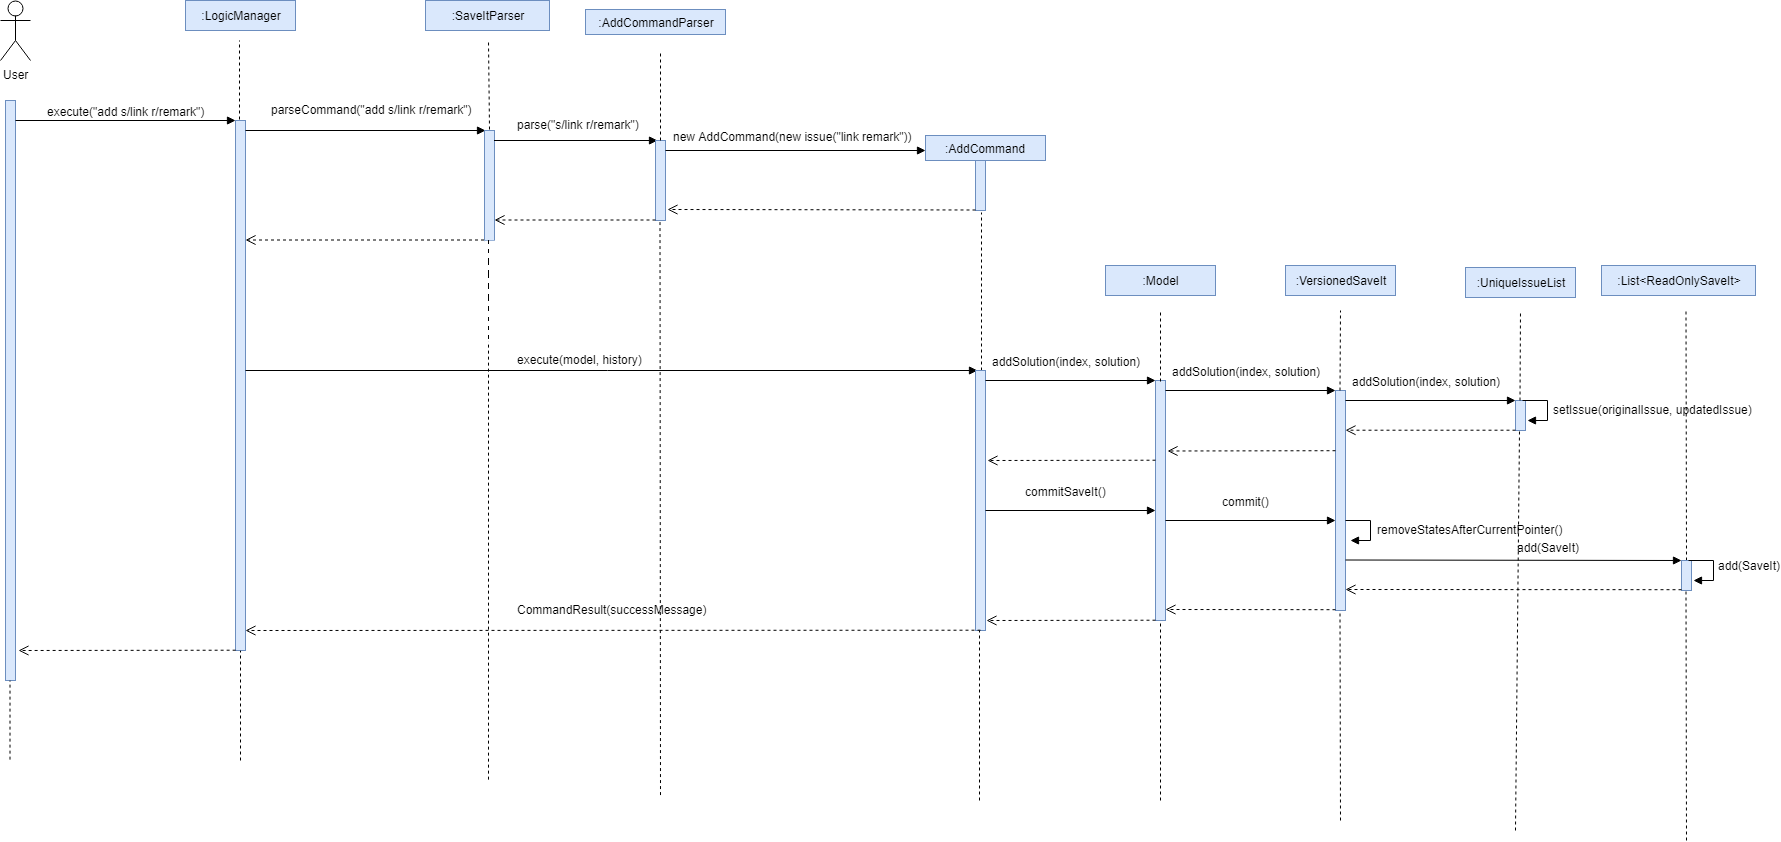 :LogicManager
:SaveItParser
:AddCommandParser
User
execute("add s/link r/remark")
parseCommand("add s/link r/remark")
parse("s/link r/remark")
new AddCommand(new issue("link remark"))
:AddCommand
:Model
:VersionedSaveIt
:UniqueIssueList
:List<ReadOnlySaveIt>
execute(model, history)
addSolution(index, solution)
addSolution(index, solution)
addSolution(index, solution)
setIssue(originalIssue, updatedIssue)
commitSaveIt()
commit()
removeStatesAfterCurrentPointer()
add(SaveIt)
add(SaveIt)
CommandResult(successMessage)